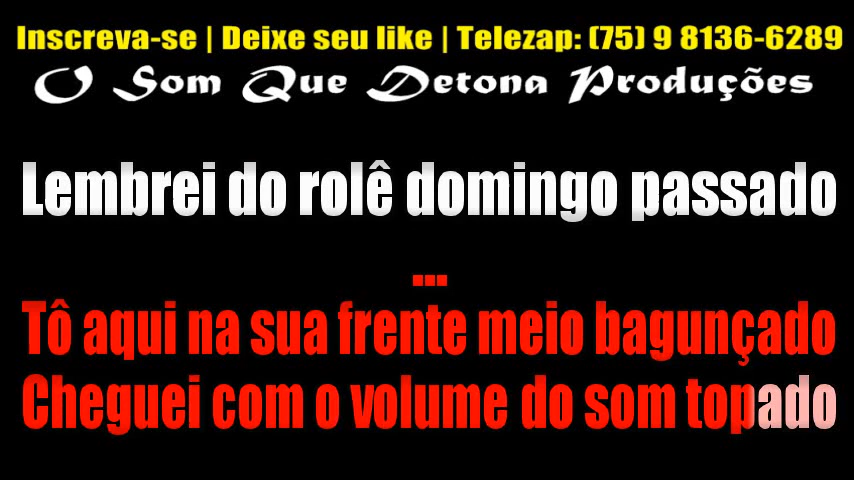 Inscreva-se | Deixe seu like | Telezap: (75) 9 8136-6289
O Som Que Detona Produções
Lembrei do rolê domingo passado
...
Tô aqui na sua frente meio bagunçado
Cheguei com o volume do som topado